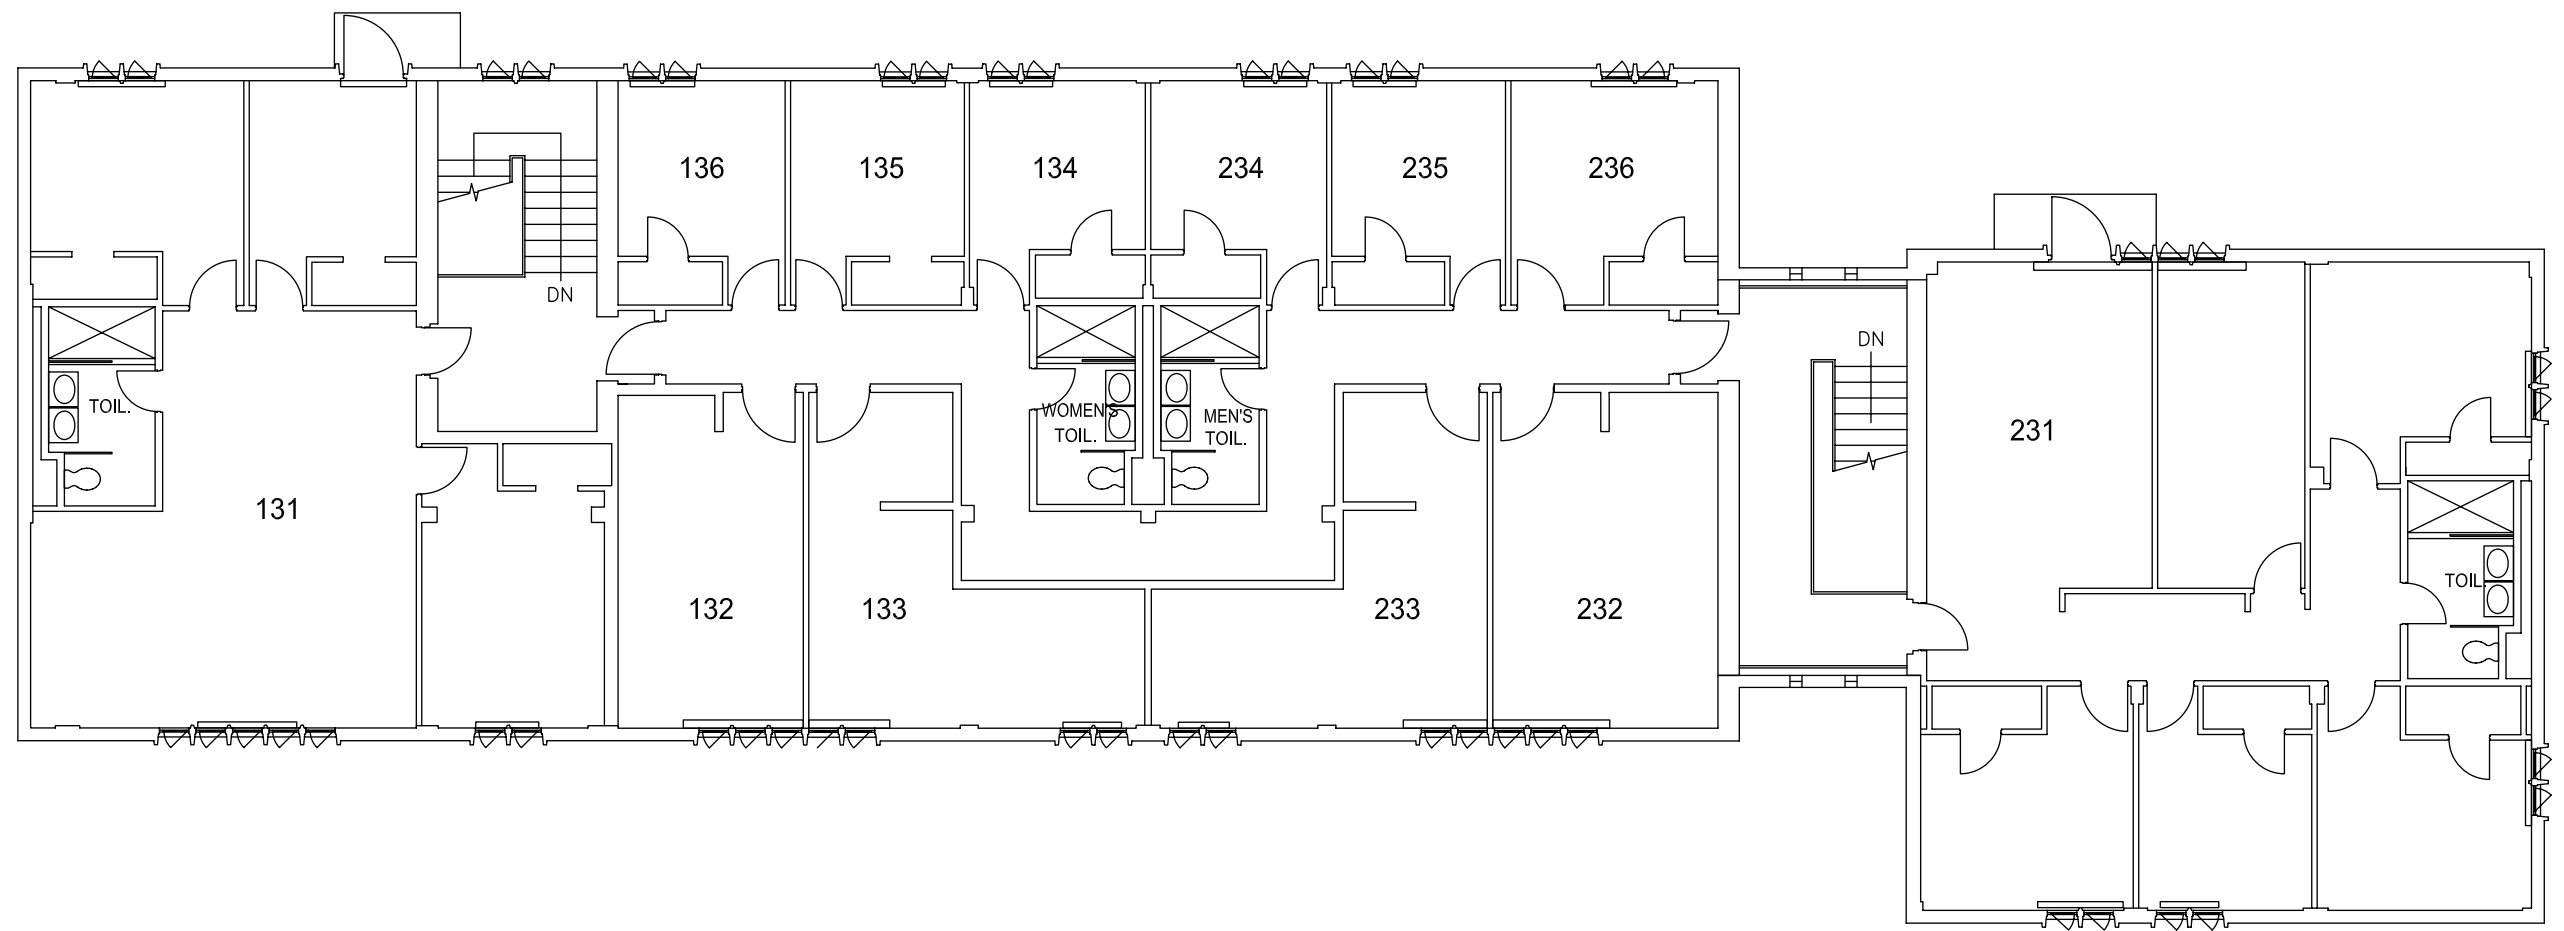 136
135
134
234
235
236
DN
DN
TOIL.
WOMEN'S
TOIL.
MEN'S
TOIL.
231
131
TOIL.
132
133
233
232